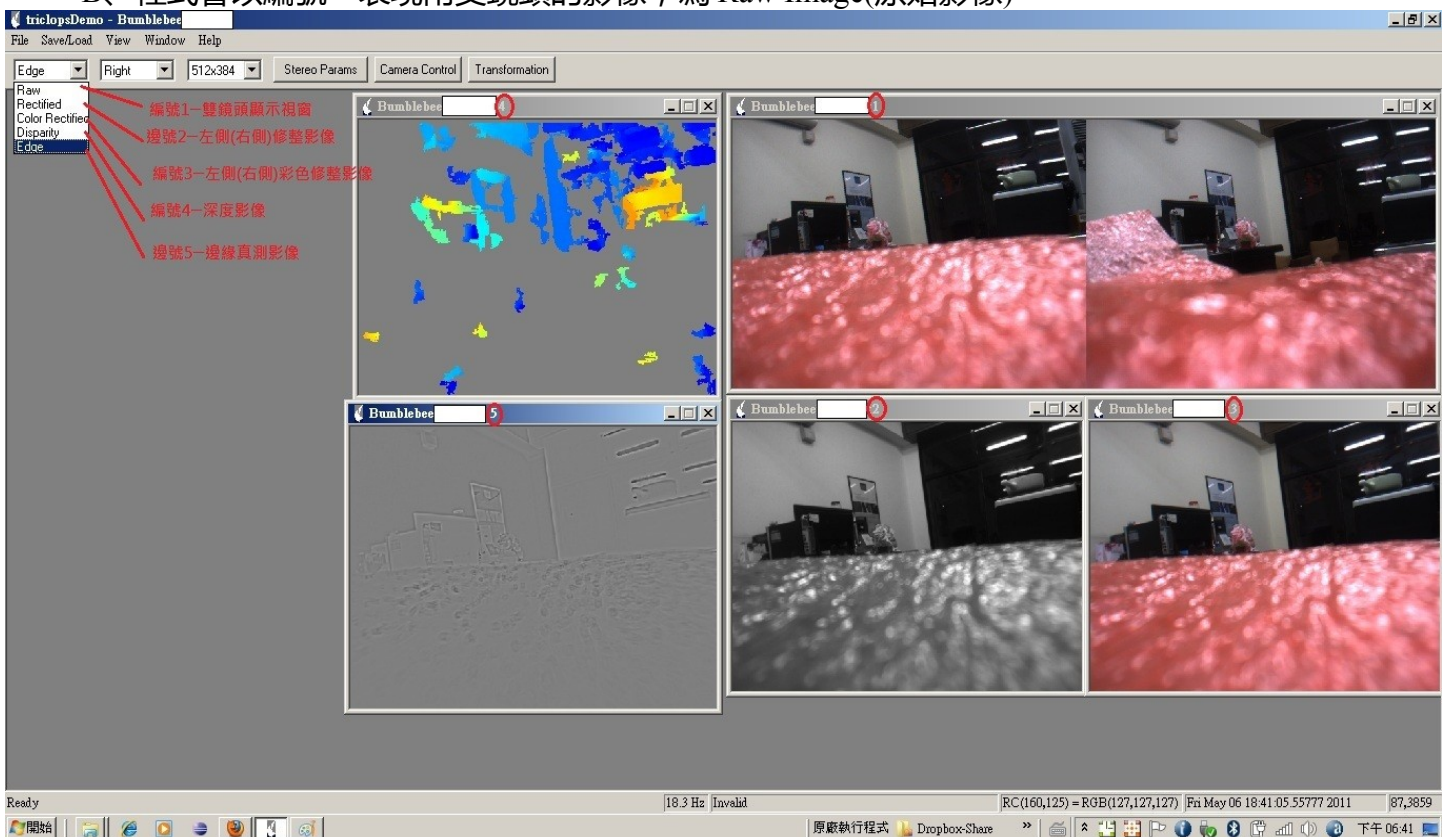 triclopsDemo - Bumblebee
File Save/Load View Window Help
Edge Right 512x384 Stereo Params Camera Control Transformation
Raw
Rectified
Color Rectified
Disparity
Edge
編號1—雙鏡頭顯示視窗
邊號2—左側(右側)修整影像
編號3—左側(右側)彩色修整影像
編號4—深度影像
邊號5—邊緣真測影像
Bumblebee 4
Bumblebee 1
Bumblebee 5
Bumblebee 2
Bumblebee 3
Ready 18.3 Hz Invalid RC(160,125) = RGB(127,127,127) Fri May 06 18:41:05.55777 2011 87,3859
開始 原廠執行程式 Dropbox-Share » 下午 06:41